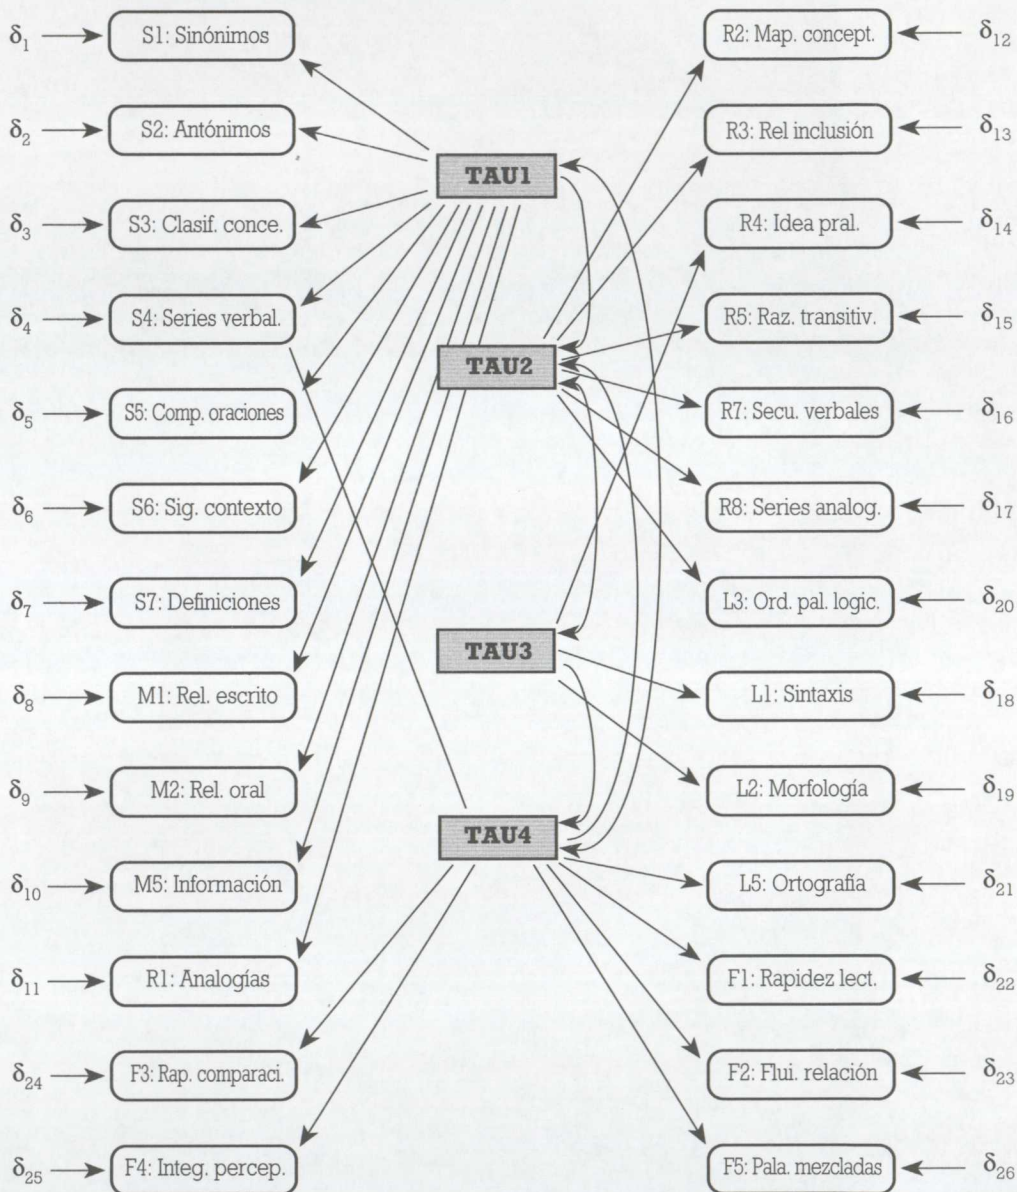 δ1 S1: Sinónimos
δ2 S2: Antónimos
δ3 S3: Clasif. conce.
δ4 S4: Series verbal.
δ5 S5: Comp. oraciones
δ6 S6: Sig. contexto
δ7 S7: Definiciones
δ8 M1: Rel. escrito
δ9 M2: Rel. oral
δ10 M5: Información
δ11 R1: Analogías
δ24 F3: Rap. comparaci.
δ25 F4: Integ. percep.
TAU1
TAU2
TAU3
TAU4
R2: Map. concept. δ12
R3: Rel inclusión δ13
R4: Idea pral. δ14
R5: Raz. transitiv. δ15
R7: Secu. verbales δ16
R8: Series analog. δ17
L3: Ord. pal. logic. δ20
L1: Sintaxis δ18
L2: Morfología δ19
L5: Ortografía δ21
F1: Rapidez lect. δ22
F2: Flui. relación δ23
F5: Pala. mezcladas δ26